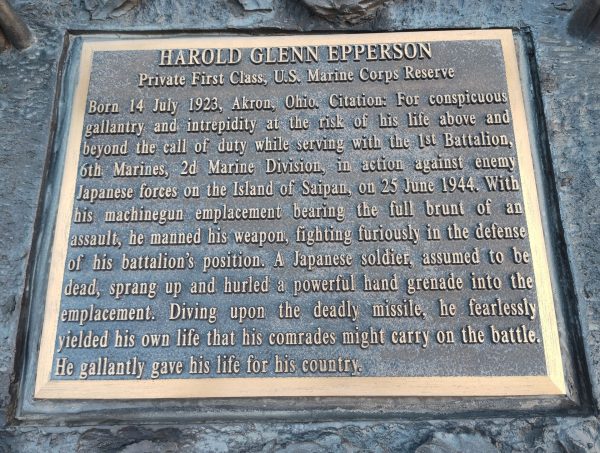 HAROLD GLENN EPPERSON
Private First Class, U.S. Marine Corps Reserve
Born 14 July 1923, Akron, Ohio. Citation: For conspicuous
gallantry and intrepidity at the risk of his life above and
beyond the call of duty while serving with the 1st Battalion,
6th Marines, 2d Marine Division, in action against enemy
Japanese forces on the Island of Saipan, on 25 June 1944. With
his machinegun emplacement bearing the full brunt of an
assault, he manned his weapon, fighting furiously in the defense
of his battalion's position. A Japanese soldier, assumed to be
dead, sprang up and hurled a powerful hand grenade into the
emplacement. Diving upon the deadly missile, he fearlessly
yielded his own life that his comrades might carry on the battle.
He gallantly gave his life for his country.